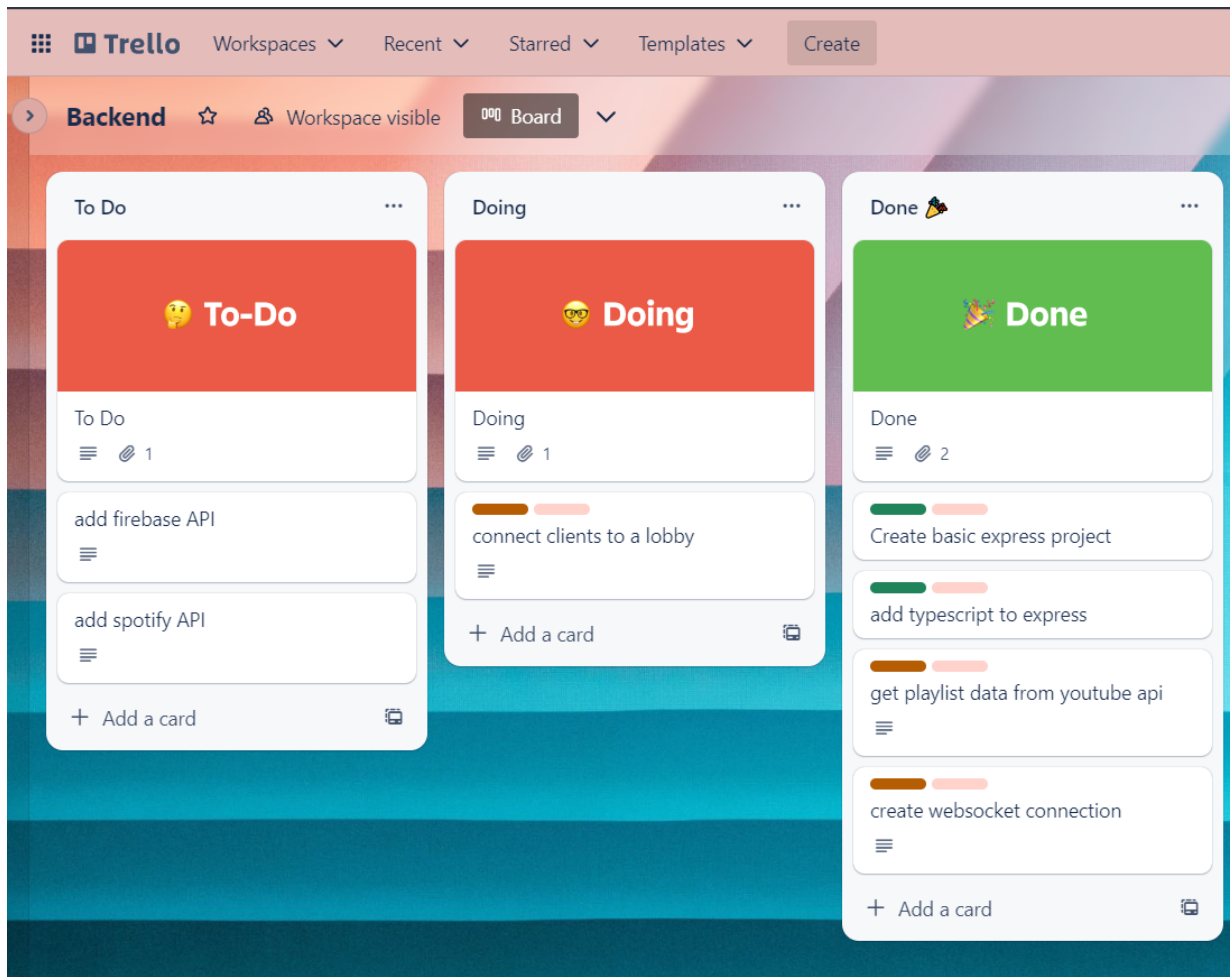 Trello Workspaces Recent Starred Templates Create
Backend Workspace visible Board
To Do
🤔 To-Do
To Do
1
add firebase API
add spotify API
+ Add a card
Doing
🤓 Doing
Doing
1
connect clients to a lobby
+ Add a card
Done 🎉
🎉 Done
Done
2
Create basic express project
add typescript to express
get playlist data from youtube api
create websocket connection
+ Add a card